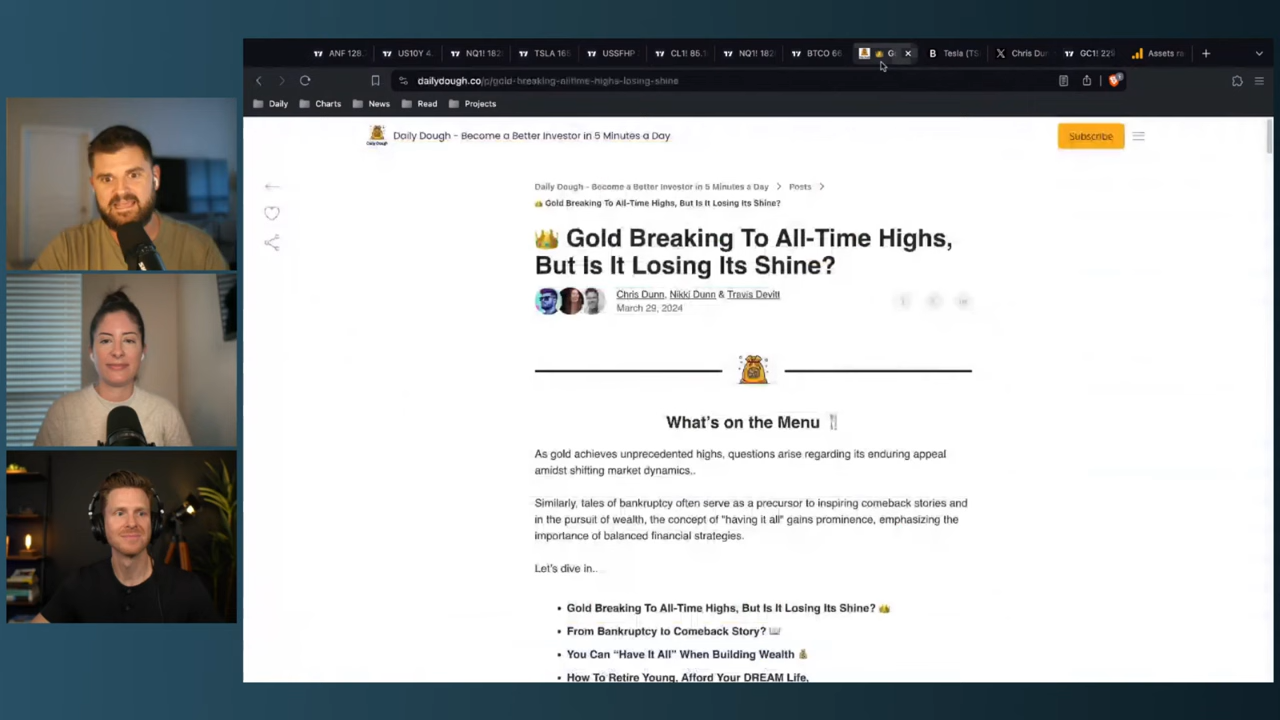 ANF 128.
US10Y 4.
NQ1! 182
TSLA 16
USSFHP
CL1! 85.
NQ1! 182
BTCO 66
G
Tesla (TS
Chris Du
GC1! 22
Assets r
dailydough.co/p/gold-breaking-alltime-highs-losing-shine
Daily
Charts
News
Read
Projects
Daily Dough - Become a Better Investor in 5 Minutes a Day
Subscribe
Daily Dough - Become a Better Investor in 5 Minutes a Day > Posts >
👑 Gold Breaking To All-Time Highs, But Is It Losing Its Shine?
👑 Gold Breaking To All-Time Highs,
But Is It Losing Its Shine?
Chris Dunn, Nikki Dunn & Travis Devitt
March 29, 2024
What's on the Menu 🍴
As gold achieves unprecedented highs, questions arise regarding its enduring appeal
amidst shifting market dynamics..
Similarly, tales of bankruptcy often serve as a precursor to inspiring comeback stories and
in the pursuit of wealth, the concept of "having it all" gains prominence, emphasizing the
importance of balanced financial strategies.
Let's dive in..
• Gold Breaking To All-Time Highs, But Is It Losing Its Shine? 👑
• From Bankruptcy to Comeback Story? 📖
• You Can "Have It All" When Building Wealth 💰
• How To Retire Young, Afford Your DREAM Life,